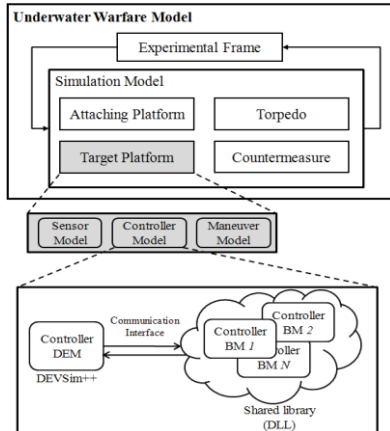 Underwater Warfare Model
Experimental Frame
Simulation Model
Attaching Platform
Torpedo
Target Platform
Countermeasure
Sensor
Model
Controller
Model
Maneuver
Model
Controller
DEM
DEVSim++
Communication
Interface
Controller
BM 2
Controller
BM 1
Controller
BM N
Shared library
(DLL)